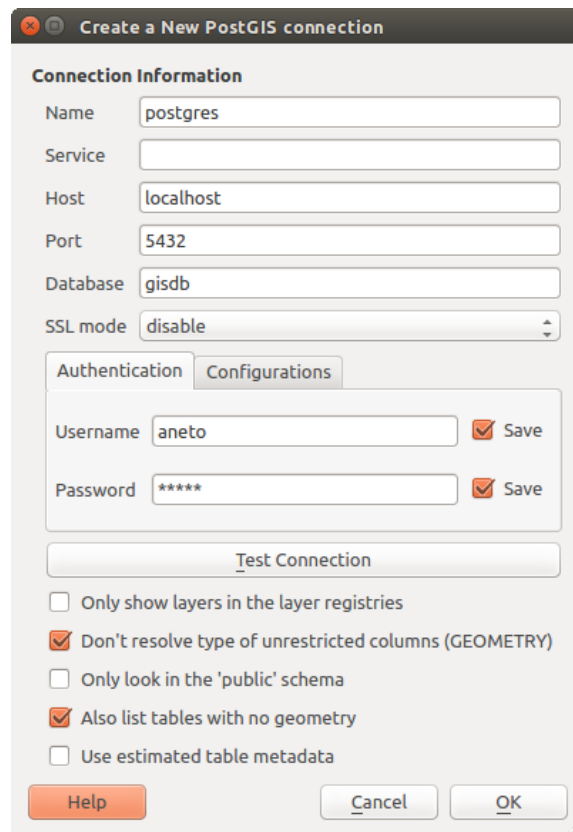 Create a New PostGIS connection
Connection Information
Name postgres
Service
Host localhost
Port 5432
Database gisdb
SSL mode disable
Authentication Configurations
Username aneto Save
Password ***** Save
Test Connection
Only show layers in the layer registries
Don't resolve type of unrestricted columns (GEOMETRY)
Only look in the 'public' schema
Also list tables with no geometry
Use estimated table metadata
Help Cancel OK